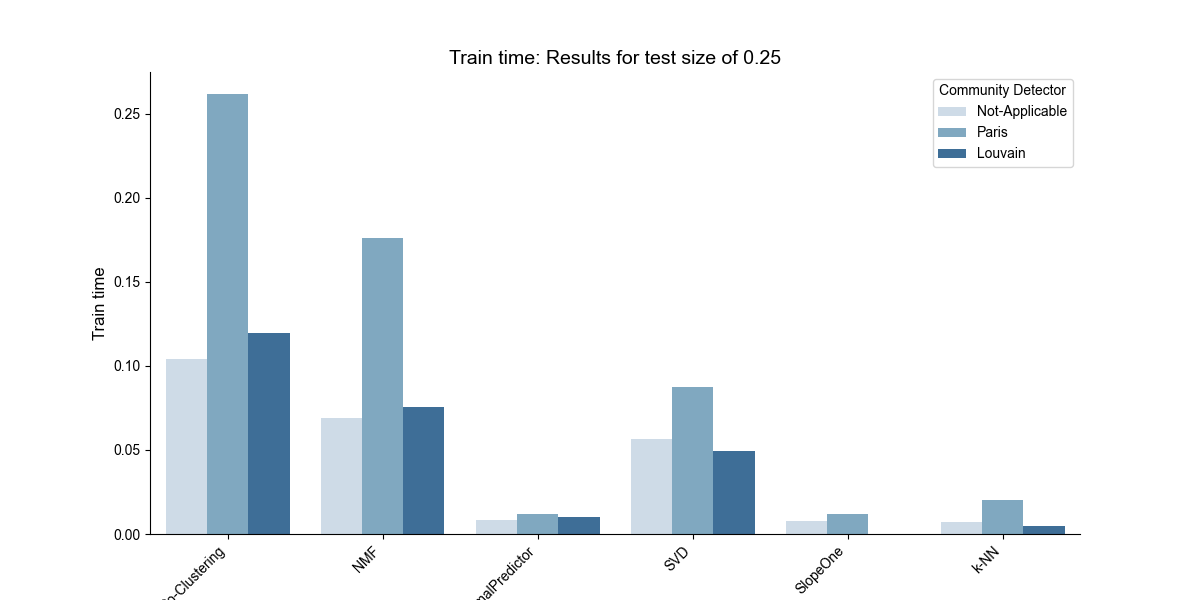 Train time: Results for test size of 0.25
Community Detector
Not-Applicable
Paris
Louvain
Train time
0.25
0.20
0.15
0.10
0.05
0.00
NMF
SVD
SlopeOne
k-NN